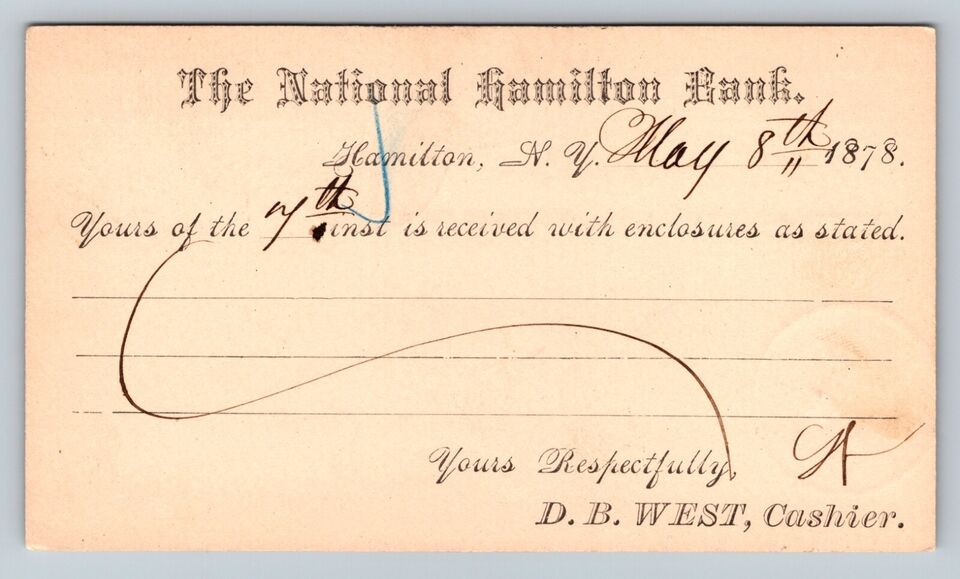 The National Hamilton Bank.
Hamilton, N. Y. May 8th 1878.
Yours of the 7th inst is received with enclosures as stated.
Yours Respectfully,
D. B. WEST, Cashier.